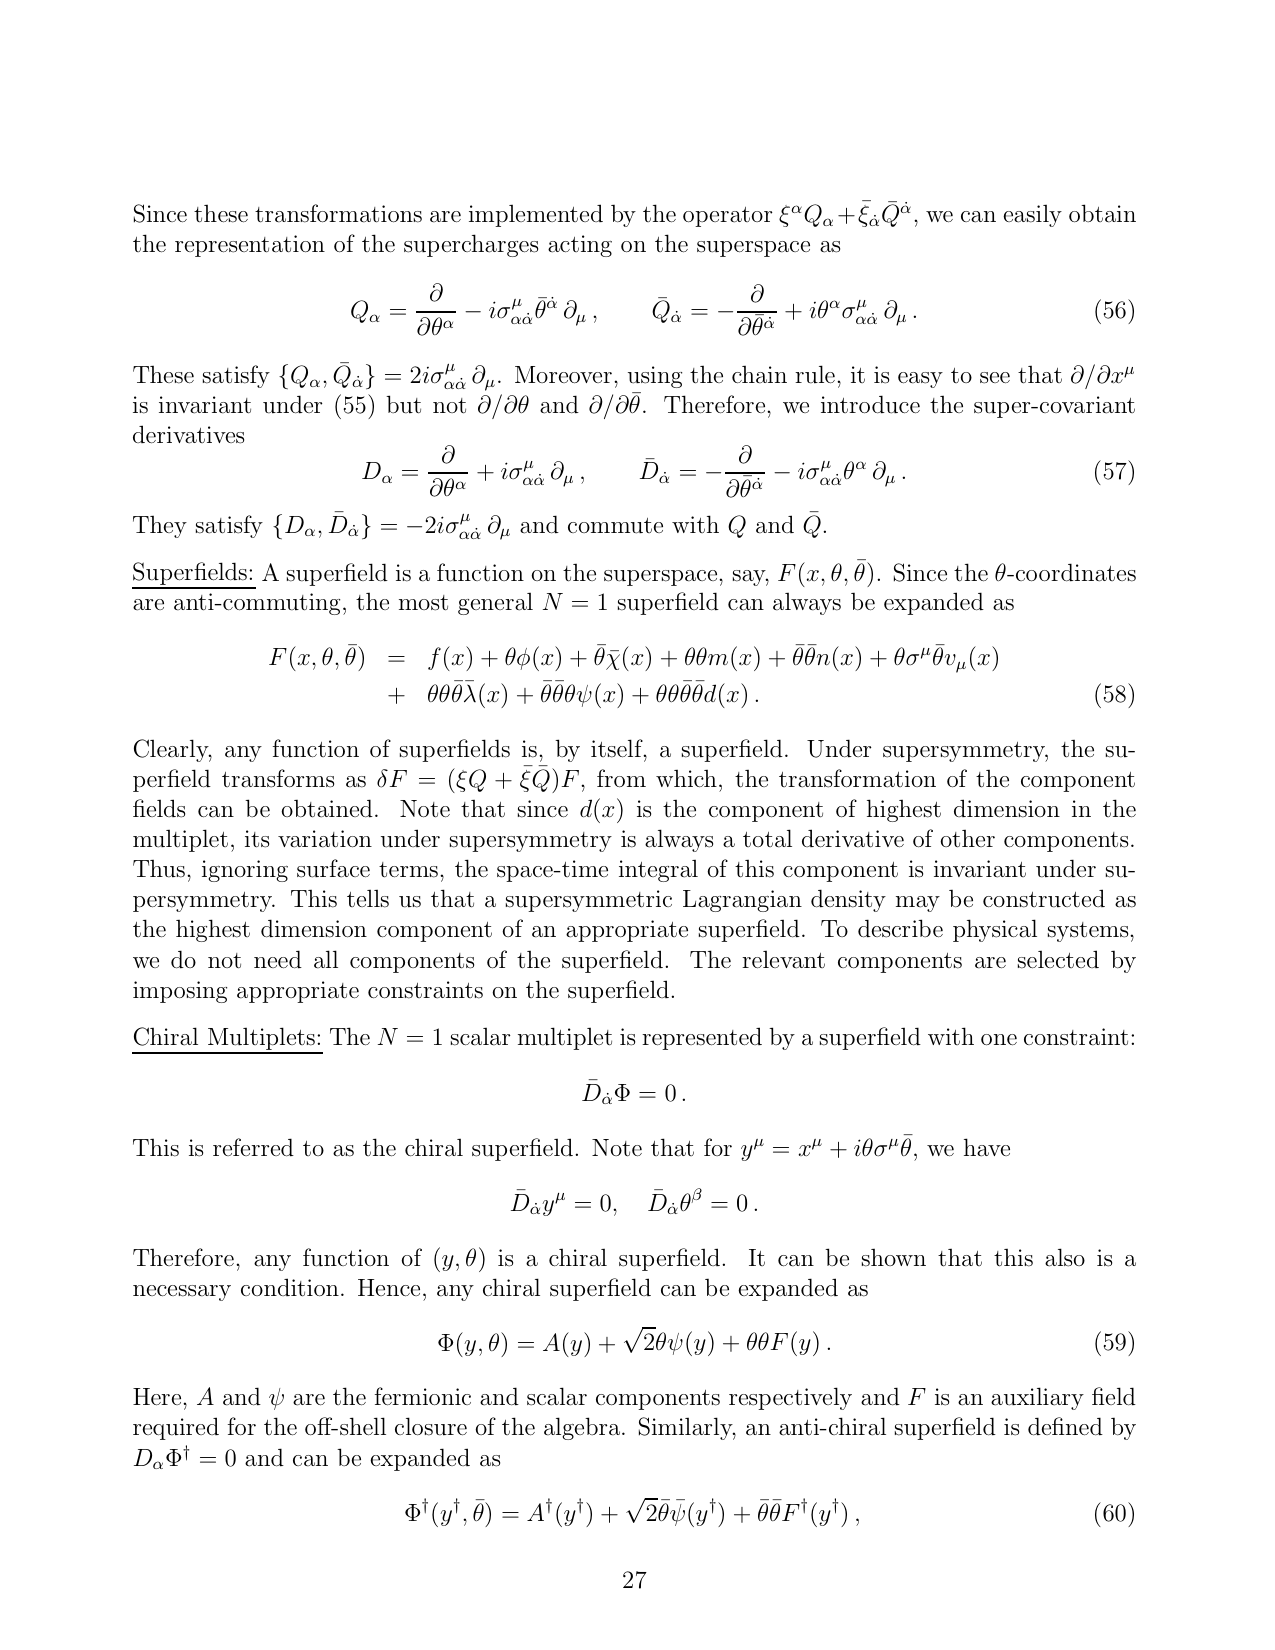 Since these transformations are implemented by the operator ξ^α Q_α + ξ̄_α̇ Q̄^α̇, we can easily obtain
the representation of the supercharges acting on the superspace as
Q_α = ∂/∂θ^α − iσ^μ_αα̇ θ̄^α̇ ∂_μ , Q̄_α̇ = −∂/∂θ̄^α̇ + iθ^α σ^μ_αα̇ ∂_μ . (56)
These satisfy {Q_α, Q̄_α̇} = 2iσ^μ_αα̇ ∂_μ. Moreover, using the chain rule, it is easy to see that ∂/∂x^μ
is invariant under (55) but not ∂/∂θ and ∂/∂θ̄. Therefore, we introduce the super-covariant
derivatives
D_α = ∂/∂θ^α + iσ^μ_αα̇ ∂_μ , D̄_α̇ = −∂/∂θ̄^α̇ − iσ^μ_αα̇ θ^α ∂_μ . (57)
They satisfy {D_α, D̄_α̇} = −2iσ^μ_αα̇ ∂_μ and commute with Q and Q̄.
Superfields: A superfield is a function on the superspace, say, F(x, θ, θ̄). Since the θ-coordinates
are anti-commuting, the most general N = 1 superfield can always be expanded as
F(x, θ, θ̄) = f(x) + θφ(x) + θ̄χ̄(x) + θθm(x) + θ̄θ̄n(x) + θσ^μθ̄v_μ(x)
+ θθθ̄λ̄(x) + θ̄θ̄θψ(x) + θθθ̄θ̄d(x) . (58)
Clearly, any function of superfields is, by itself, a superfield. Under supersymmetry, the su-
perfield transforms as δF = (ξQ + ξ̄Q̄)F, from which, the transformation of the component
fields can be obtained. Note that since d(x) is the component of highest dimension in the
multiplet, its variation under supersymmetry is always a total derivative of other components.
Thus, ignoring surface terms, the space-time integral of this component is invariant under su-
persymmetry. This tells us that a supersymmetric Lagrangian density may be constructed as
the highest dimension component of an appropriate superfield. To describe physical systems,
we do not need all components of the superfield. The relevant components are selected by
imposing appropriate constraints on the superfield.
Chiral Multiplets: The N = 1 scalar multiplet is represented by a superfield with one constraint:
D̄_α̇Φ = 0 .
This is referred to as the chiral superfield. Note that for y^μ = x^μ + iθσ^μθ̄, we have
D̄_α̇ y^μ = 0, D̄_α̇ θ^β = 0 .
Therefore, any function of (y, θ) is a chiral superfield. It can be shown that this also is a
necessary condition. Hence, any chiral superfield can be expanded as
Φ(y, θ) = A(y) + √2θψ(y) + θθF(y) . (59)
Here, A and ψ are the fermionic and scalar components respectively and F is an auxiliary field
required for the off-shell closure of the algebra. Similarly, an anti-chiral superfield is defined by
D_αΦ† = 0 and can be expanded as
Φ†(y†, θ̄) = A†(y†) + √2θ̄ψ̄(y†) + θ̄θ̄F†(y†) , (60)
27